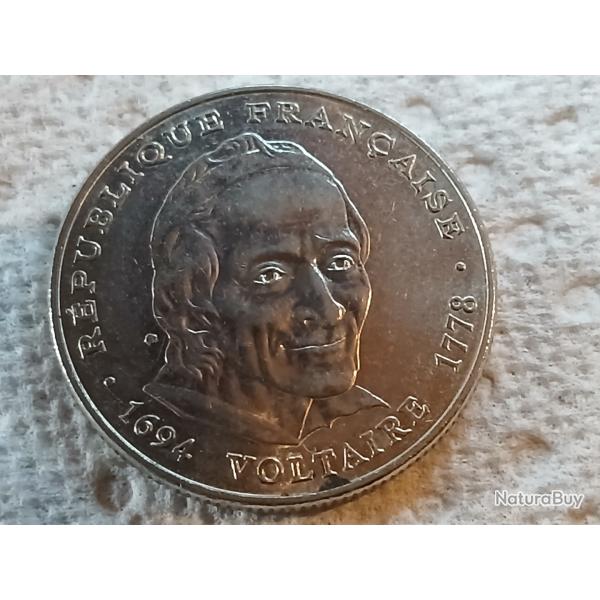 · RÉPUBLIQUE FRANÇAISE ·
1694 VOLTAIRE 1778
NaturaBuy